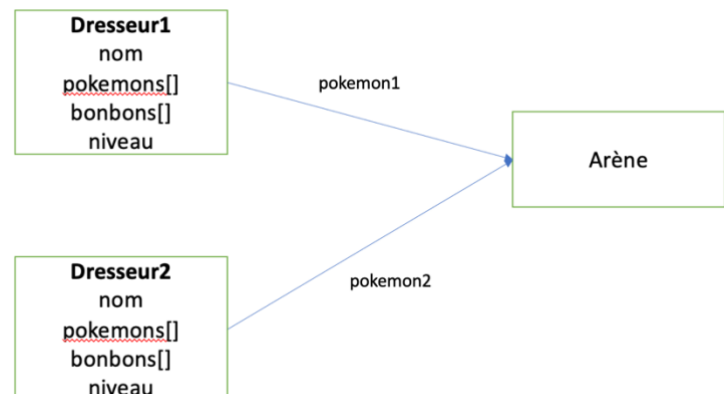 Dresseur1
nom
pokemons[]
bonbons[]
niveau
pokemon1
Arène
Dresseur2
nom
pokemons[]
bonbons[]
niveau
pokemon2